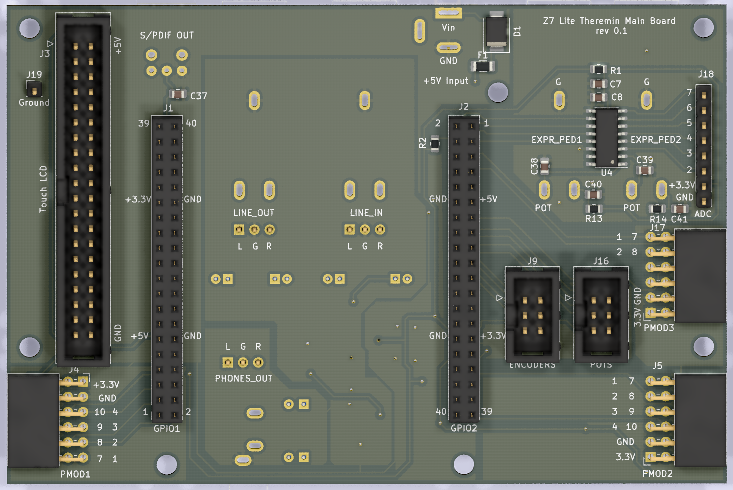 Z7 Lite Theremin Main Board
rev 0.1
S/PDIF OUT
Vin
D1
GND
F1
+5V Input
J3
+5V
J19
Ground
C37
J1
39
40
J2
2
1
R2
R1
C7
C8
G
G
J18
7
6
5
4
3
2
EXPR_PED1
EXPR_PED2
U4
C38
C39
C40
+3.3V
GND
ADC
POT
POT
R13
R14
C41
Touch LCD
+3.3V
GND
LINE_OUT
L G R
LINE_IN
L G R
+5V
J17
1 7
2 8
GND
3.3V
PMOD3
J9
J16
GND
+5V
GND
+3.3V
ENCODERS
POTS
L G R
PHONES_OUT
J4
+3.3V
GND
10 4
9 3
8 2
7 1
PMOD1
1
2
GPIO1
40
39
GPIO2
J5
1 7
2 8
3 9
4 10
GND
3.3V
PMOD2